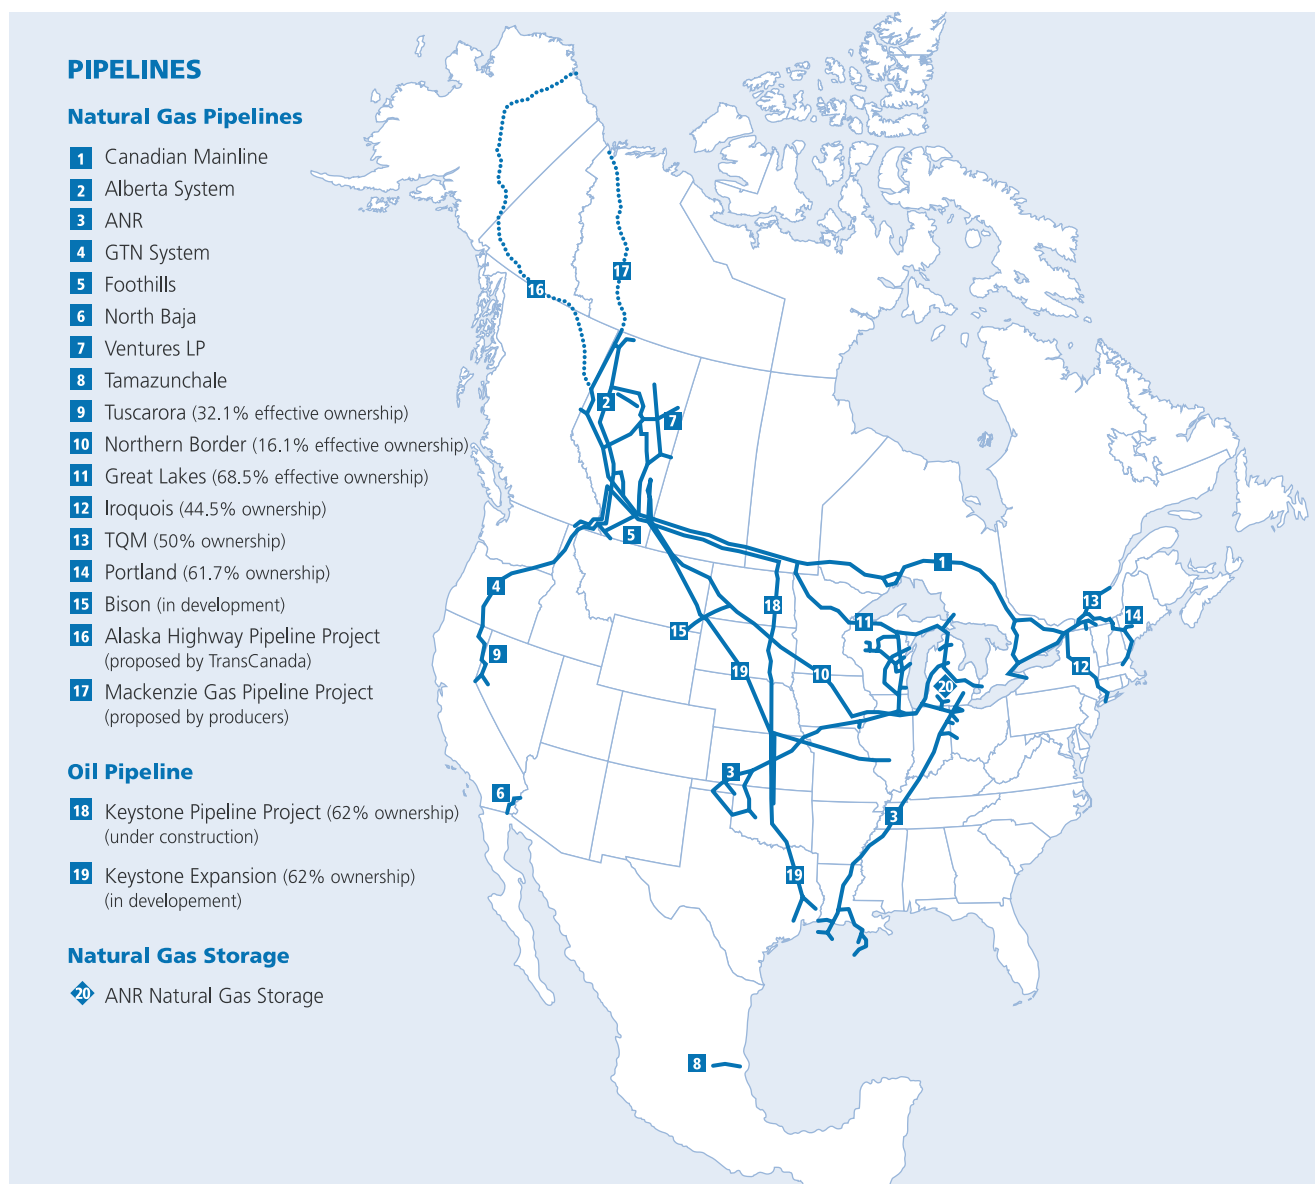 PIPELINES
Natural Gas Pipelines
1 Canadian Mainline
2 Alberta System
3 ANR
4 GTN System
5 Foothills
6 North Baja
7 Ventures LP
8 Tamazunchale
9 Tuscarora (32.1% effective ownership)
10 Northern Border (16.1% effective ownership)
11 Great Lakes (68.5% effective ownership)
12 Iroquois (44.5% ownership)
13 TQM (50% ownership)
14 Portland (61.7% ownership)
15 Bison (in development)
16 Alaska Highway Pipeline Project
(proposed by TransCanada)
17 Mackenzie Gas Pipeline Project
(proposed by producers)
Oil Pipeline
18 Keystone Pipeline Project (62% ownership)
(under construction)
19 Keystone Expansion (62% ownership)
(in developement)
Natural Gas Storage
20 ANR Natural Gas Storage
17
16
2
7
5
1
4
18
13
14
11
15
9
12
19
10
20
3
6
3
19
8